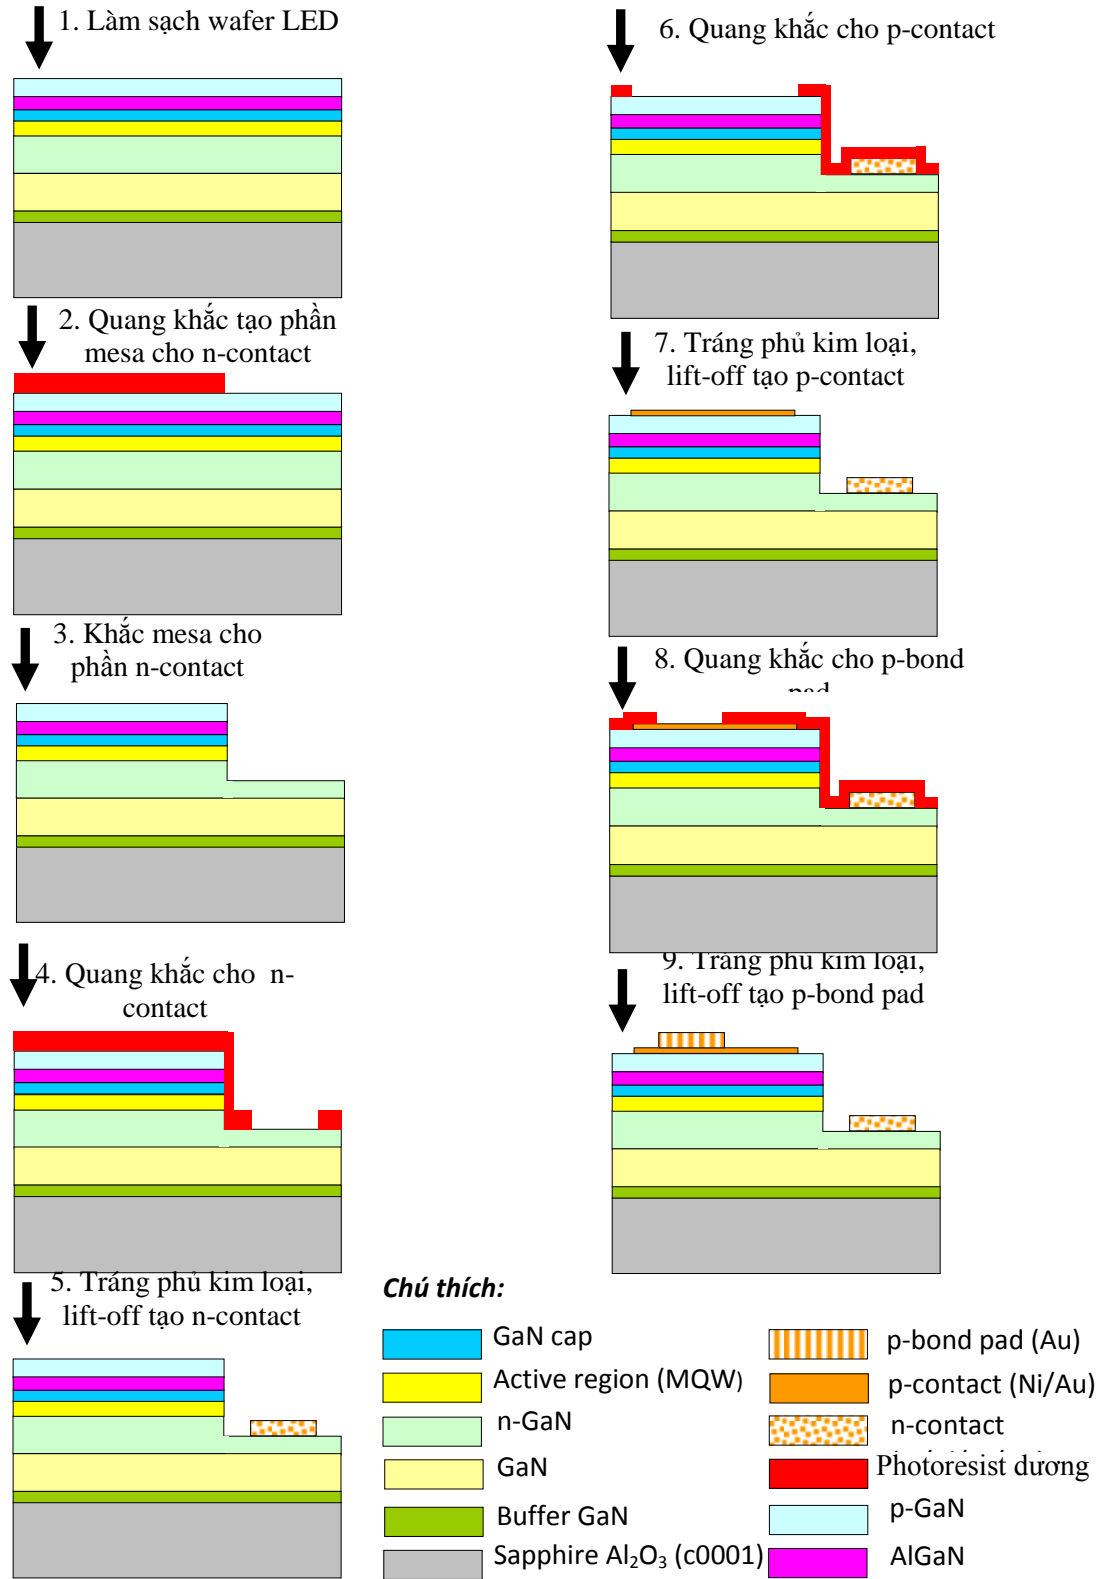 1. Làm sạch wafer LED
2. Quang khắc tạo phần
mesa cho n-contact
3. Khắc mesa cho
phần n-contact
4. Quang khắc cho n-
contact
5. Tráng phủ kim loại,
lift-off tạo n-contact
6. Quang khắc cho p-contact
7. Tráng phủ kim loại,
lift-off tạo p-contact
8. Quang khắc cho p-bond
pad
9. Tráng phủ kim loại,
lift-off tạo p-bond pad
Chú thích:
GaN cap
Active region (MQW)
n-GaN
GaN
Buffer GaN
Sapphire Al₂O₃ (c0001)
p-bond pad (Au)
p-contact (Ni/Au)
n-contact
Photoresist dương
p-GaN
AlGaN